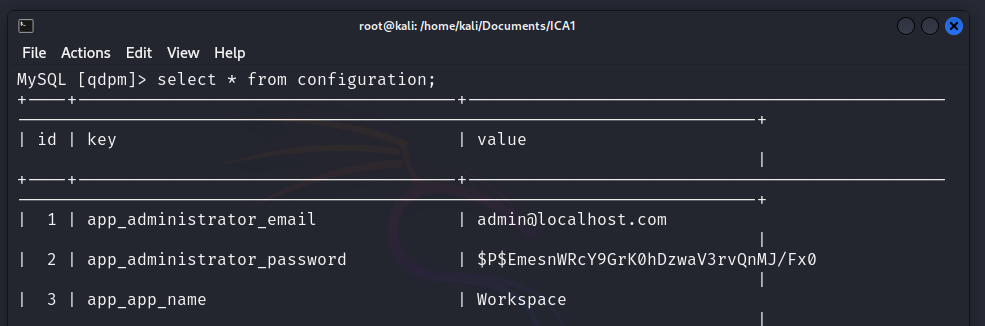 root@kali: /home/kali/Documents/ICA1
File Actions Edit View Help
MySQL [qdpm]> select * from configuration;
| id | key | value |
| 1 | app_administrator_email | admin@localhost.com |
| 2 | app_administrator_password | $P$EmesnWRcY9GrK0hDzwaV3rvQnMJ/Fx0 |
| 3 | app_app_name | Workspace |